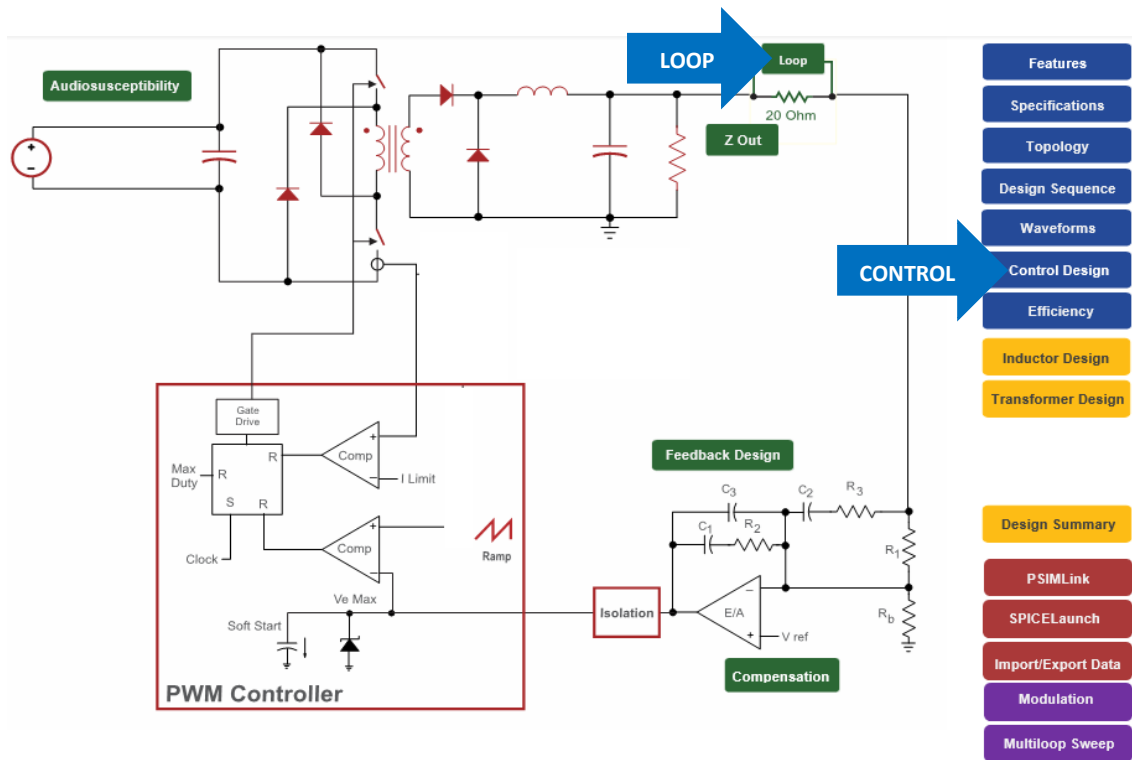 LOOP
Loop
20 Ohm
Z Out
Audiosusceptibility
+
−
Features
Specifications
Topology
Design Sequence
Waveforms
CONTROL
Control Design
Efficiency
Inductor Design
Transformer Design
Gate
Drive
Max
Duty
R
R
S
R
Clock
+
Comp
−
I Limit
+
Comp
−
Ramp
Ve Max
Soft Start
PWM Controller
Isolation
Feedback Design
C3
C2
R3
C1
R2
R1
Rb
−
E/A
+
V ref
Compensation
Design Summary
PSIMLink
SPICELaunch
Import/Export Data
Modulation
Multiloop Sweep